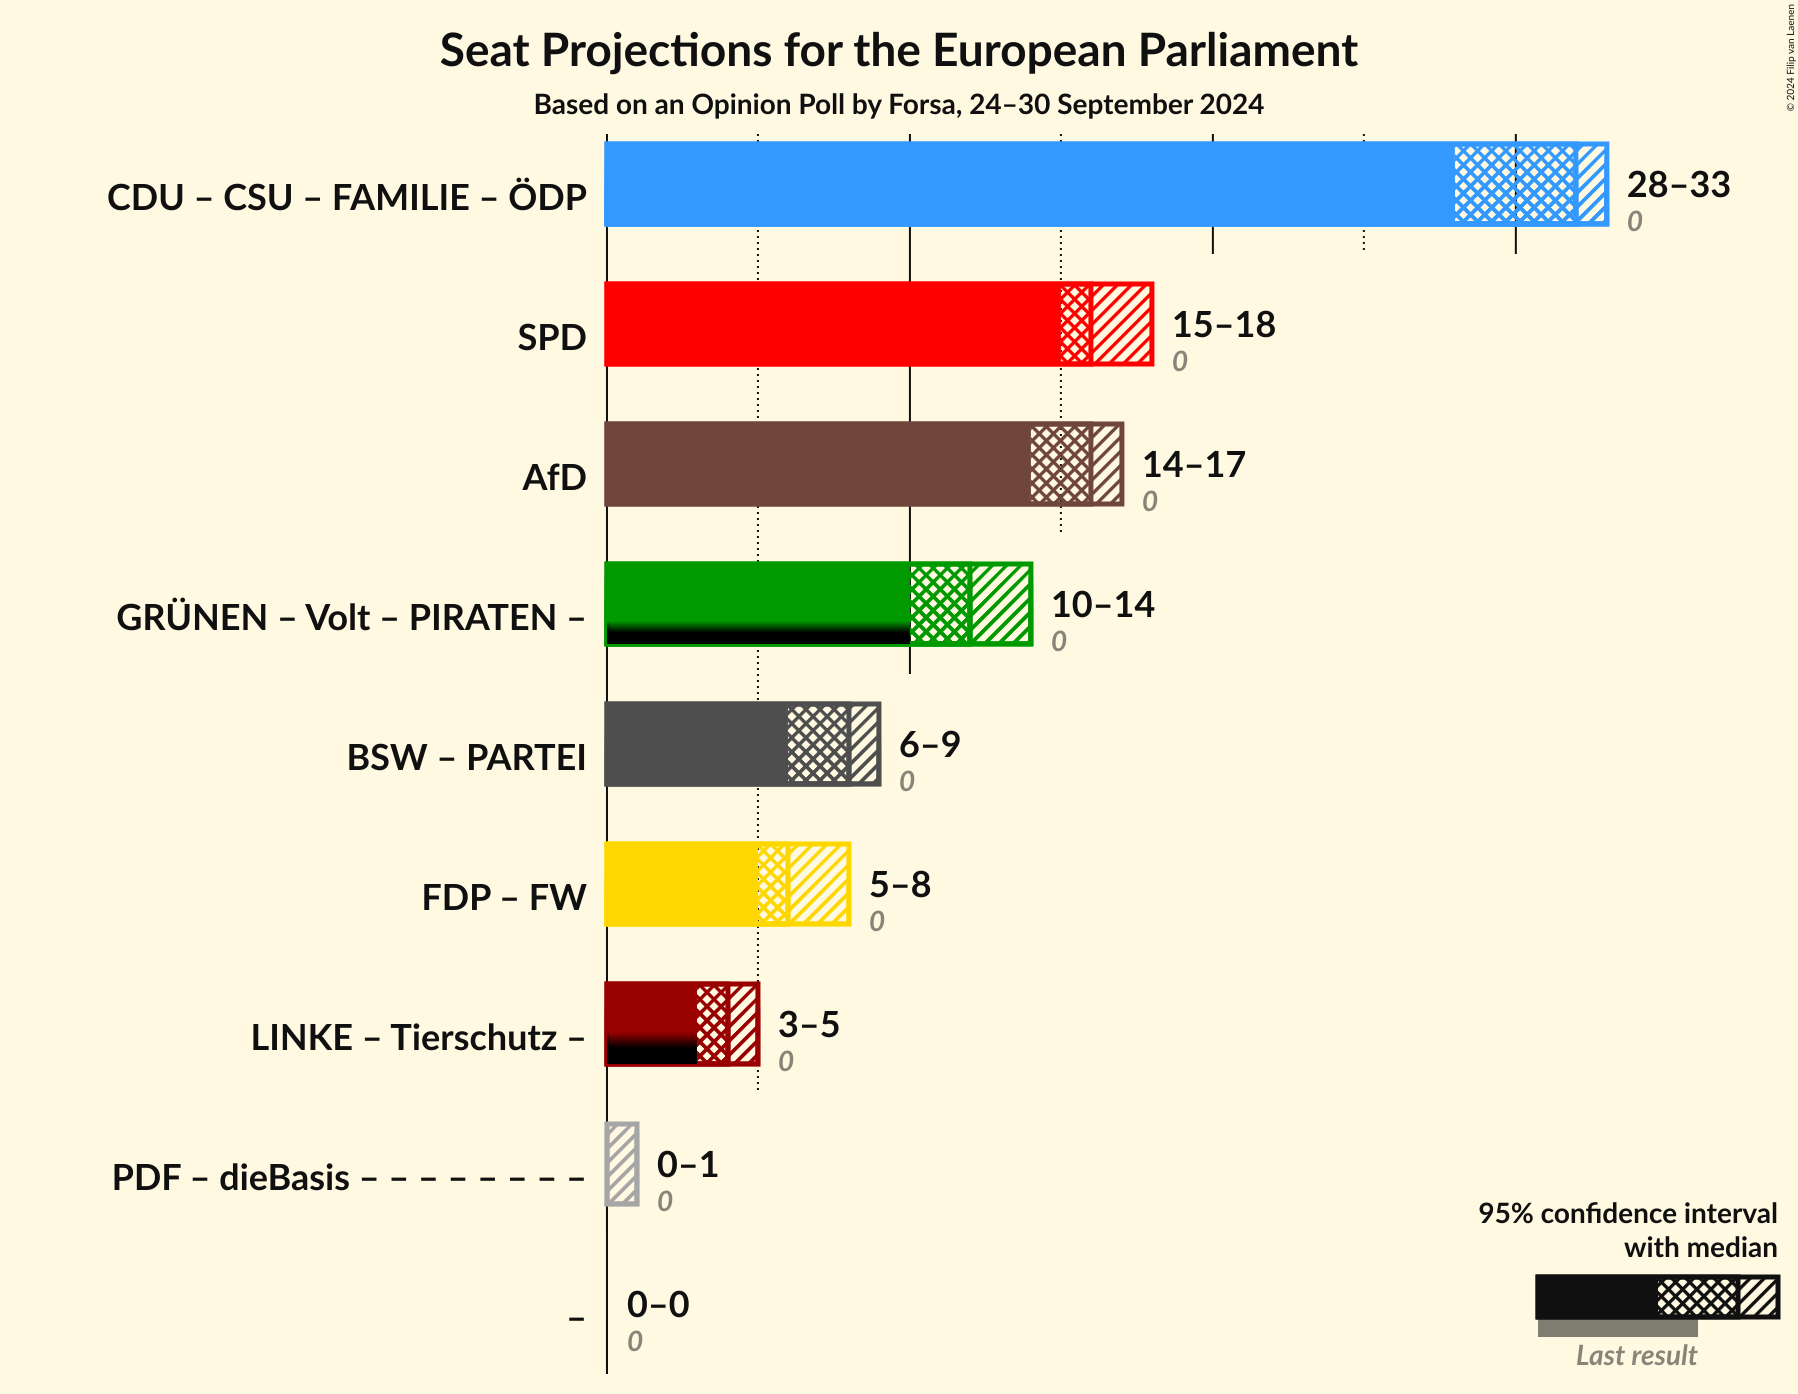 Seat Projections for the European Parliament
Based on an Opinion Poll by Forsa, 24–30 September 2024
© 2024 Filip van Laenen
CDU – CSU – FAMILIE – ÖDP
28–33
0
SPD
15–18
0
AfD
14–17
0
GRÜNEN – Volt – PIRATEN –
10–14
0
BSW – PARTEI
6–9
0
FDP – FW
5–8
0
LINKE – Tierschutz –
3–5
0
PDF – dieBasis – – – – – – – –
0–1
0
–
0–0
0
95% confidence interval
with median
Last result